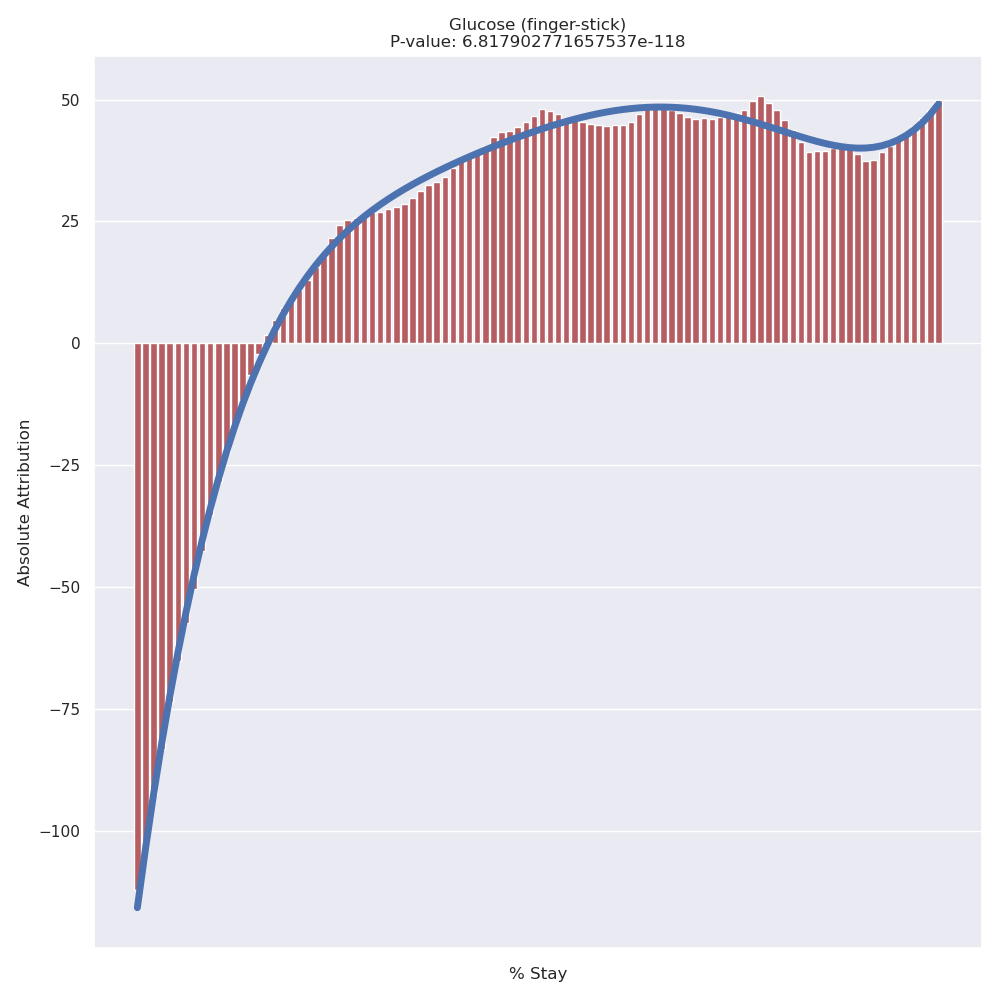 Glucose (finger-stick)
P-value: 6.817902771657537e-118
50
25
0
−25
−50
−75
−100
Absolute Attribution
% Stay